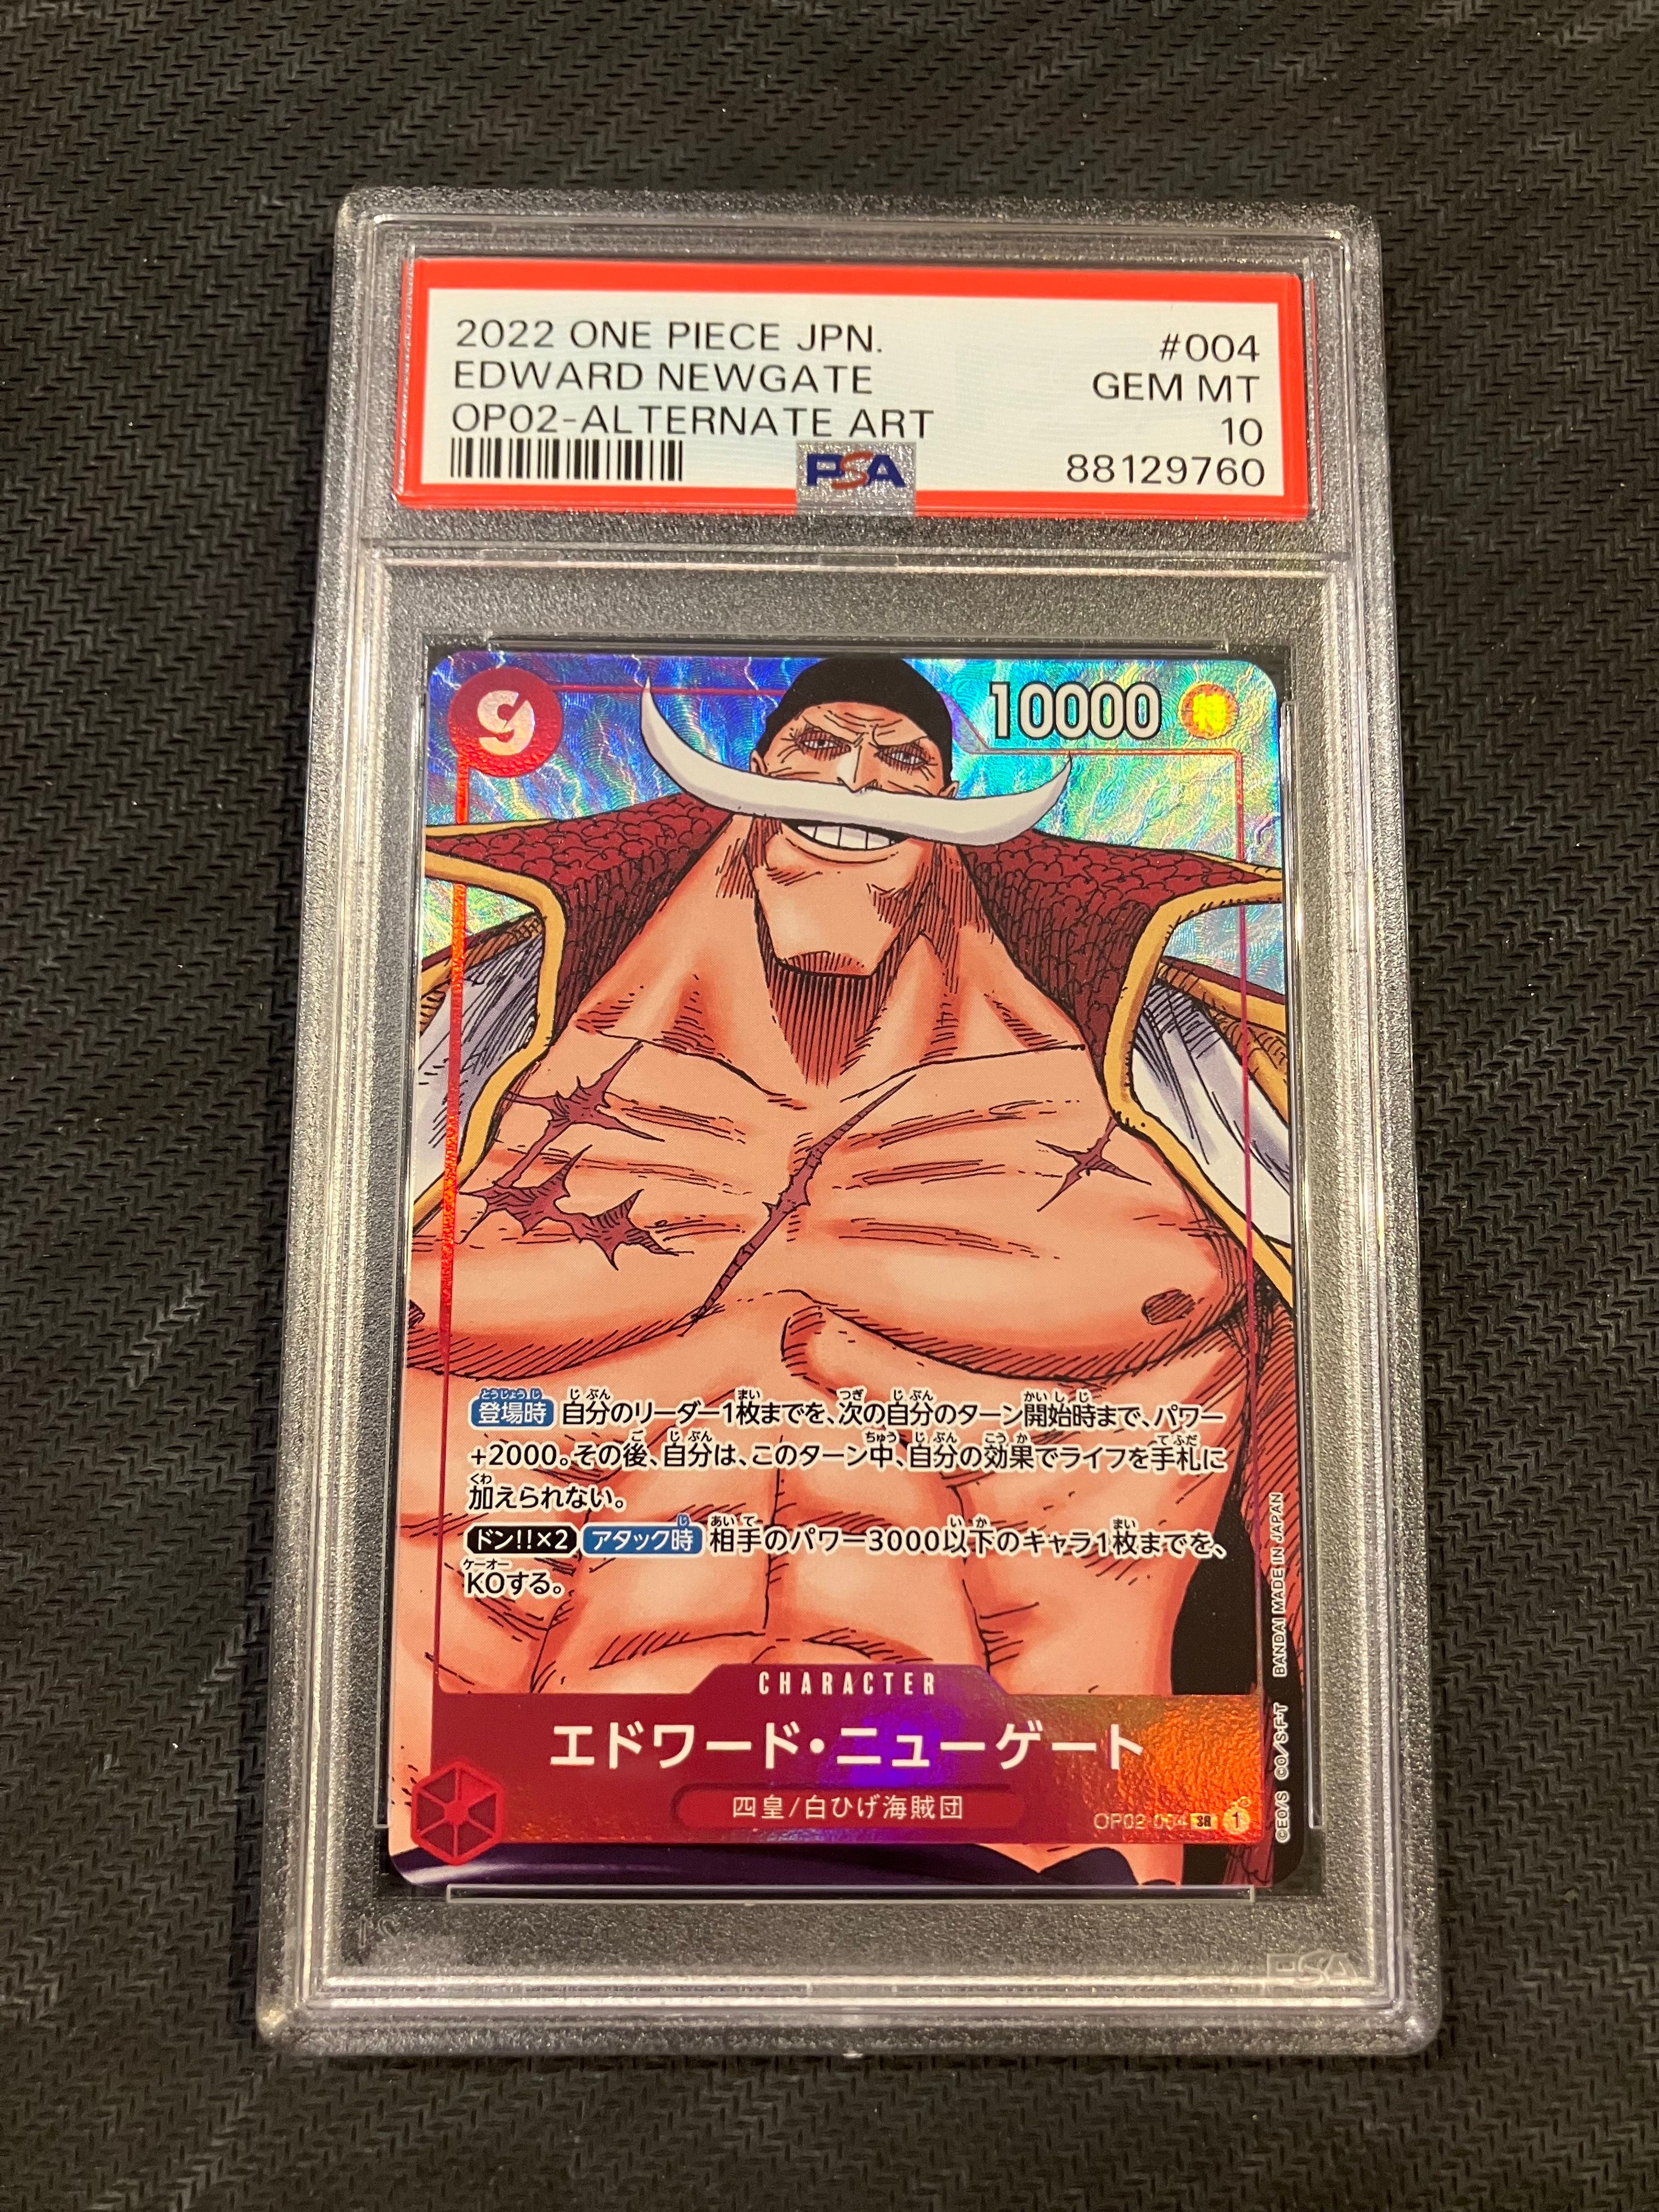 2022 ONE PIECE JPN.
#004
EDWARD NEWGATE
GEM MT
OP02-ALTERNATE ART
10
PSA
88129760
9
10000
特
登場時 自分のリーダー1枚までを、次の自分のターン開始時まで、パワー
+2000。その後、自分は、このターン中、自分の効果でライフを手札に
加えられない。
ドン!!×2 アタック時 相手のパワー3000以下のキャラ1枚までを、
KOする。
CHARACTER
エドワード・ニューゲート
四皇/白ひげ海賊団
OP02-004 SR 1
©EO/S ©O/S·F·T BANDAI MADE IN JAPAN
PSA